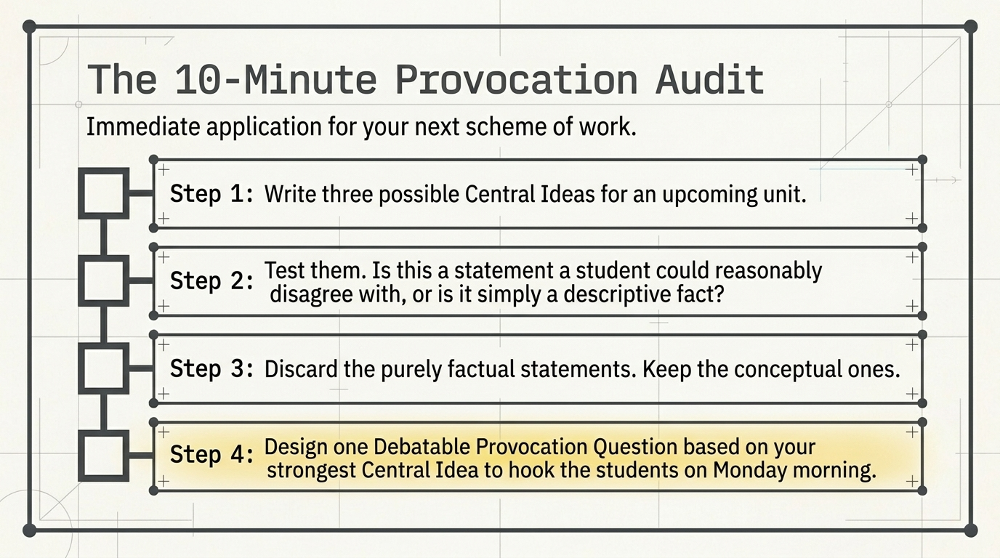 The 10-Minute Provocation Audit
Immediate application for your next scheme of work.
Step 1: Write three possible Central Ideas for an upcoming unit.
Step 2: Test them. Is this a statement a student could reasonably
disagree with, or is it simply a descriptive fact?
Step 3: Discard the purely factual statements. Keep the conceptual ones.
Step 4: Design one Debatable Provocation Question based on your
strongest Central Idea to hook the students on Monday morning.